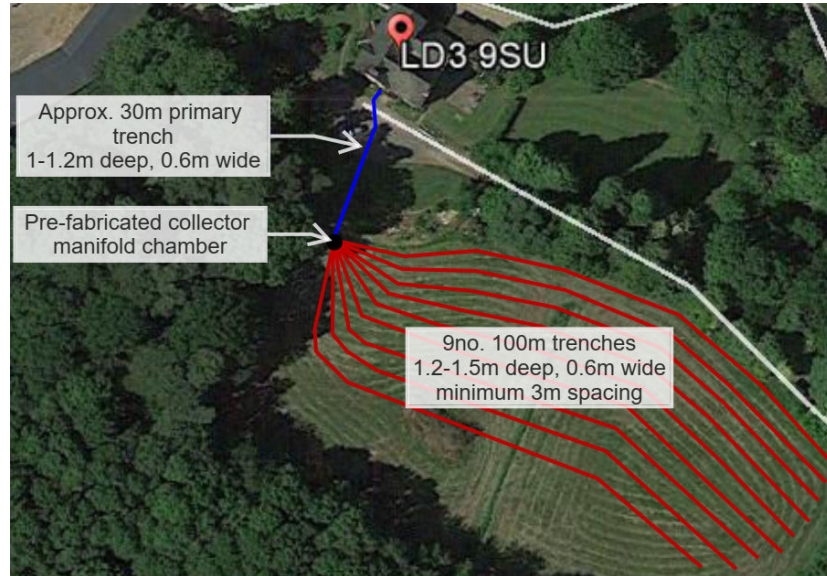 LD3 9SU
Approx. 30m primary
trench
1-1.2m deep, 0.6m wide
Pre-fabricated collector
manifold chamber
9no. 100m trenches
1.2-1.5m deep, 0.6m wide
minimum 3m spacing